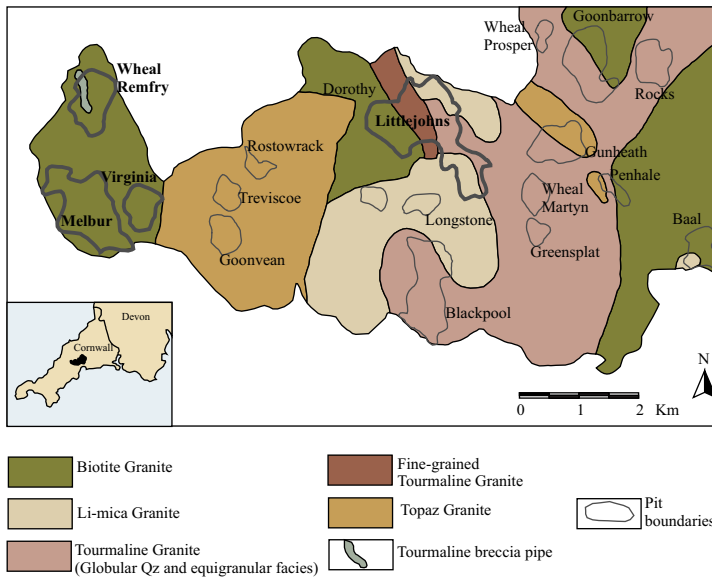 Wheal
Prosper
Goonbarrow
Wheal
Remfry
Dorothy
Rocks
Littlejohns
Rostowrack
Gunheath
Virginia
Penhale
Treviscoe
Wheal
Martyn
Melbur
Longstone
Baal
Goonvean
Greensplat
Blackpool
Devon
Cornwall
N
0 1 2 Km
Biotite Granite
Fine-grained
Tourmaline Granite
Li-mica Granite
Topaz Granite
Pit
boundaries
Tourmaline Granite
(Globular Qz and equigranular facies)
Tourmaline breccia pipe